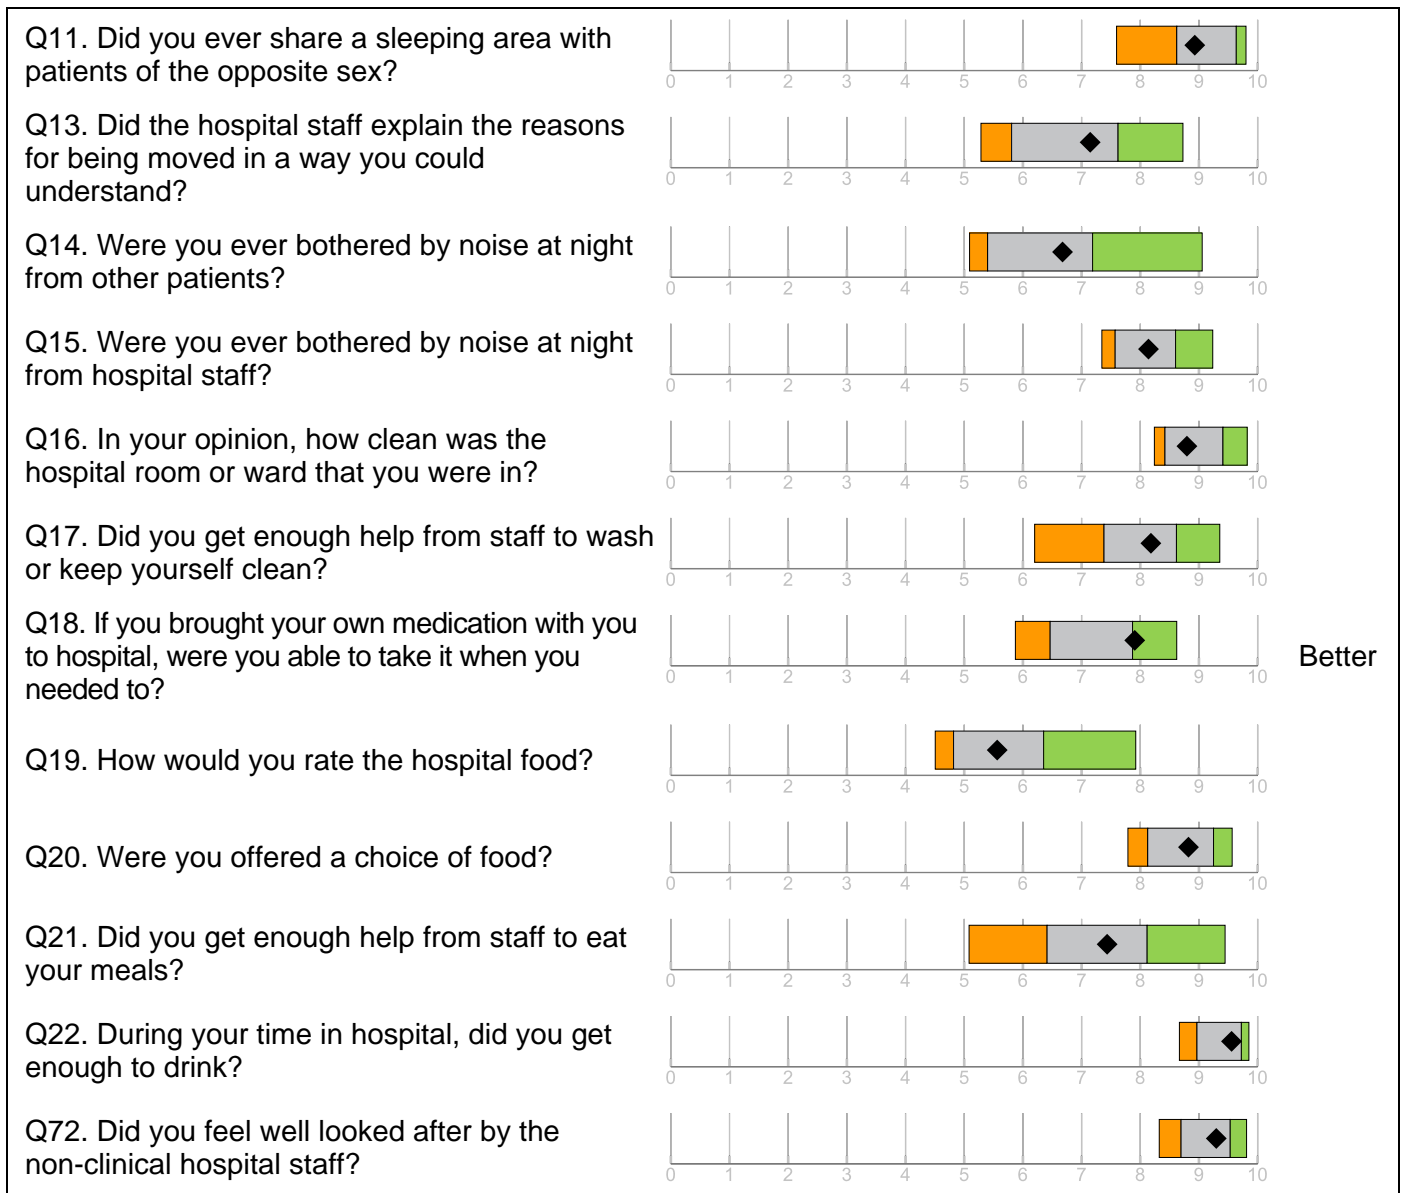 Q11. Did you ever share a sleeping area with
patients of the opposite sex?
0 1 2 3 4 5 6 7 8 9 10
Q13. Did the hospital staff explain the reasons
for being moved in a way you could
understand?
0 1 2 3 4 5 6 7 8 9 10
Q14. Were you ever bothered by noise at night
from other patients?
0 1 2 3 4 5 6 7 8 9 10
Q15. Were you ever bothered by noise at night
from hospital staff?
0 1 2 3 4 5 6 7 8 9 10
Q16. In your opinion, how clean was the
hospital room or ward that you were in?
0 1 2 3 4 5 6 7 8 9 10
Q17. Did you get enough help from staff to wash
or keep yourself clean?
0 1 2 3 4 5 6 7 8 9 10
Q18. If you brought your own medication with you
to hospital, were you able to take it when you
needed to?
0 1 2 3 4 5 6 7 8 9 10
Better
Q19. How would you rate the hospital food?
0 1 2 3 4 5 6 7 8 9 10
Q20. Were you offered a choice of food?
0 1 2 3 4 5 6 7 8 9 10
Q21. Did you get enough help from staff to eat
your meals?
0 1 2 3 4 5 6 7 8 9 10
Q22. During your time in hospital, did you get
enough to drink?
0 1 2 3 4 5 6 7 8 9 10
Q72. Did you feel well looked after by the
non-clinical hospital staff?
0 1 2 3 4 5 6 7 8 9 10